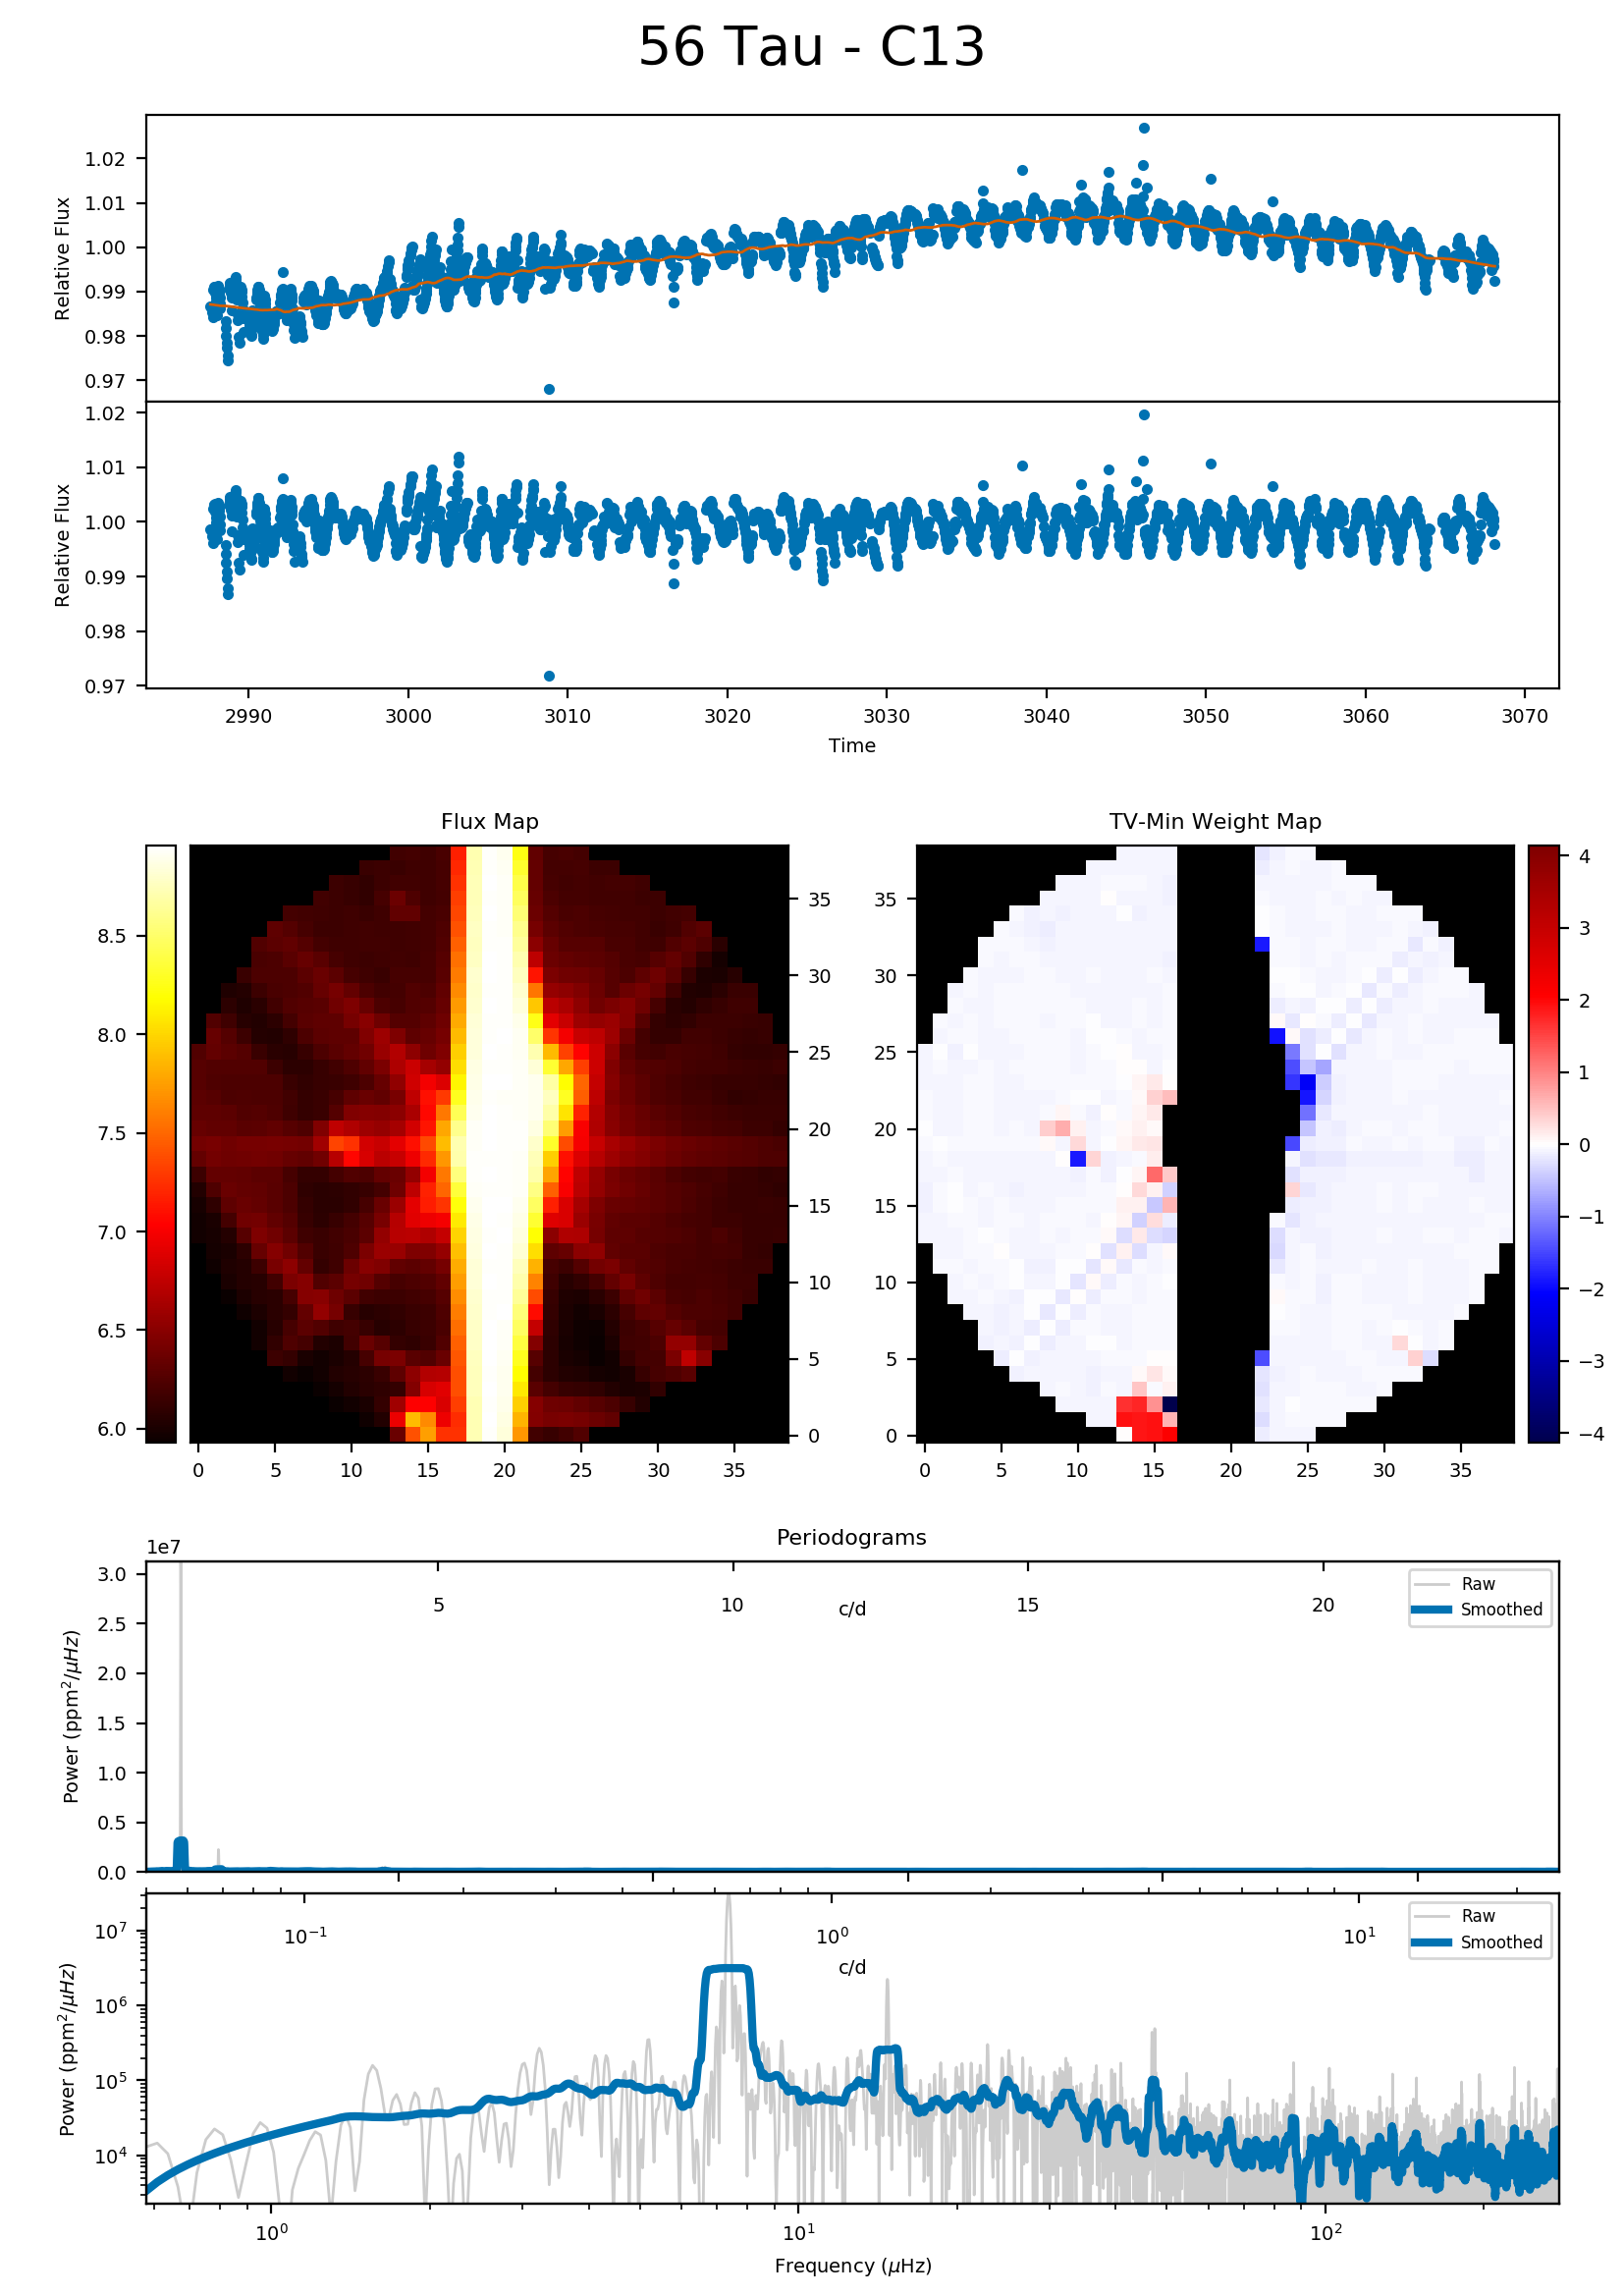 56 Tau - C13
1.02
1.01
1.00
0.99
0.98
0.97
Relative Flux
1.02
1.01
1.00
0.99
0.98
0.97
Relative Flux
2990 3000 3010 3020 3030 3040 3050 3060 3070
Time
Flux Map
TV-Min Weight Map
8.5
8.0
7.5
7.0
6.5
6.0
35
30
25
20
15
10
5
0
0 5 10 15 20 25 30 35
35
30
25
20
15
10
5
0
0 5 10 15 20 25 30 35
4
3
2
1
0
−1
−2
−3
−4
Periodograms
1e7
3.0
2.5
2.0
1.5
1.0
0.5
0.0
Power (ppm²/μHz)
5 10 15 20
c/d
Raw
Smoothed
10⁷
10⁶
10⁵
10⁴
Power (ppm²/μHz)
10⁻¹ 10⁰ 10¹
c/d
Raw
Smoothed
10⁰ 10¹ 10²
Frequency (μHz)